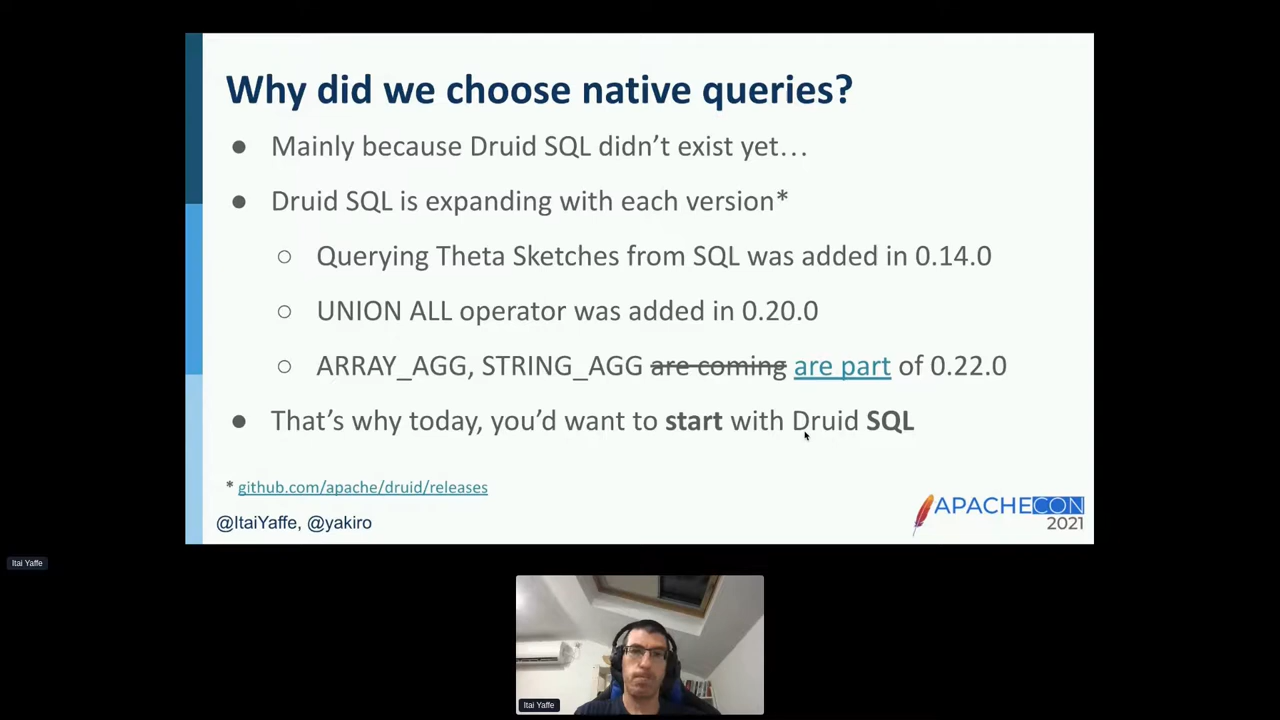 Why did we choose native queries?
● Mainly because Druid SQL didn’t exist yet…
● Druid SQL is expanding with each version*
○ Querying Theta Sketches from SQL was added in 0.14.0
○ UNION ALL operator was added in 0.20.0
○ ARRAY_AGG, STRING_AGG are coming are part of 0.22.0
● That’s why today, you’d want to start with Druid SQL
* github.com/apache/druid/releases
@ItaiYaffe, @yakiro
APACHECON
2021
Itai Yaffe
Itai Yaffe